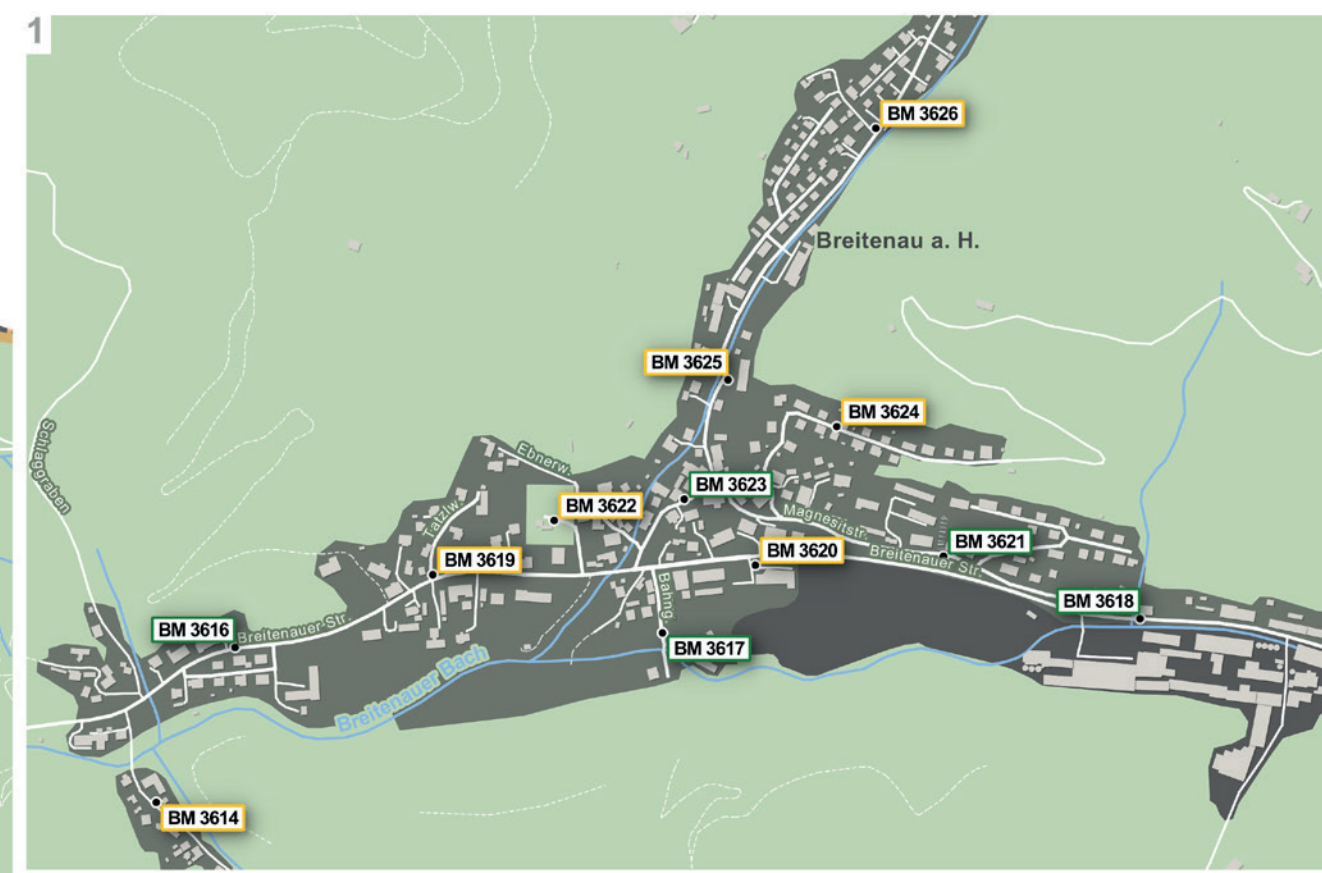 1
BM 3626
Breitenau a. H.
BM 3625
BM 3624
Schlaggraben
Ebnerw.
BM 3623
Tatzlw.
BM 3622
Magnesitstr.
BM 3621
BM 3620
Breitenauer Str.
BM 3619
Bahng.
BM 3618
BM 3616
Breitenauer Str.
BM 3617
Breitenauer Bach
BM 3614